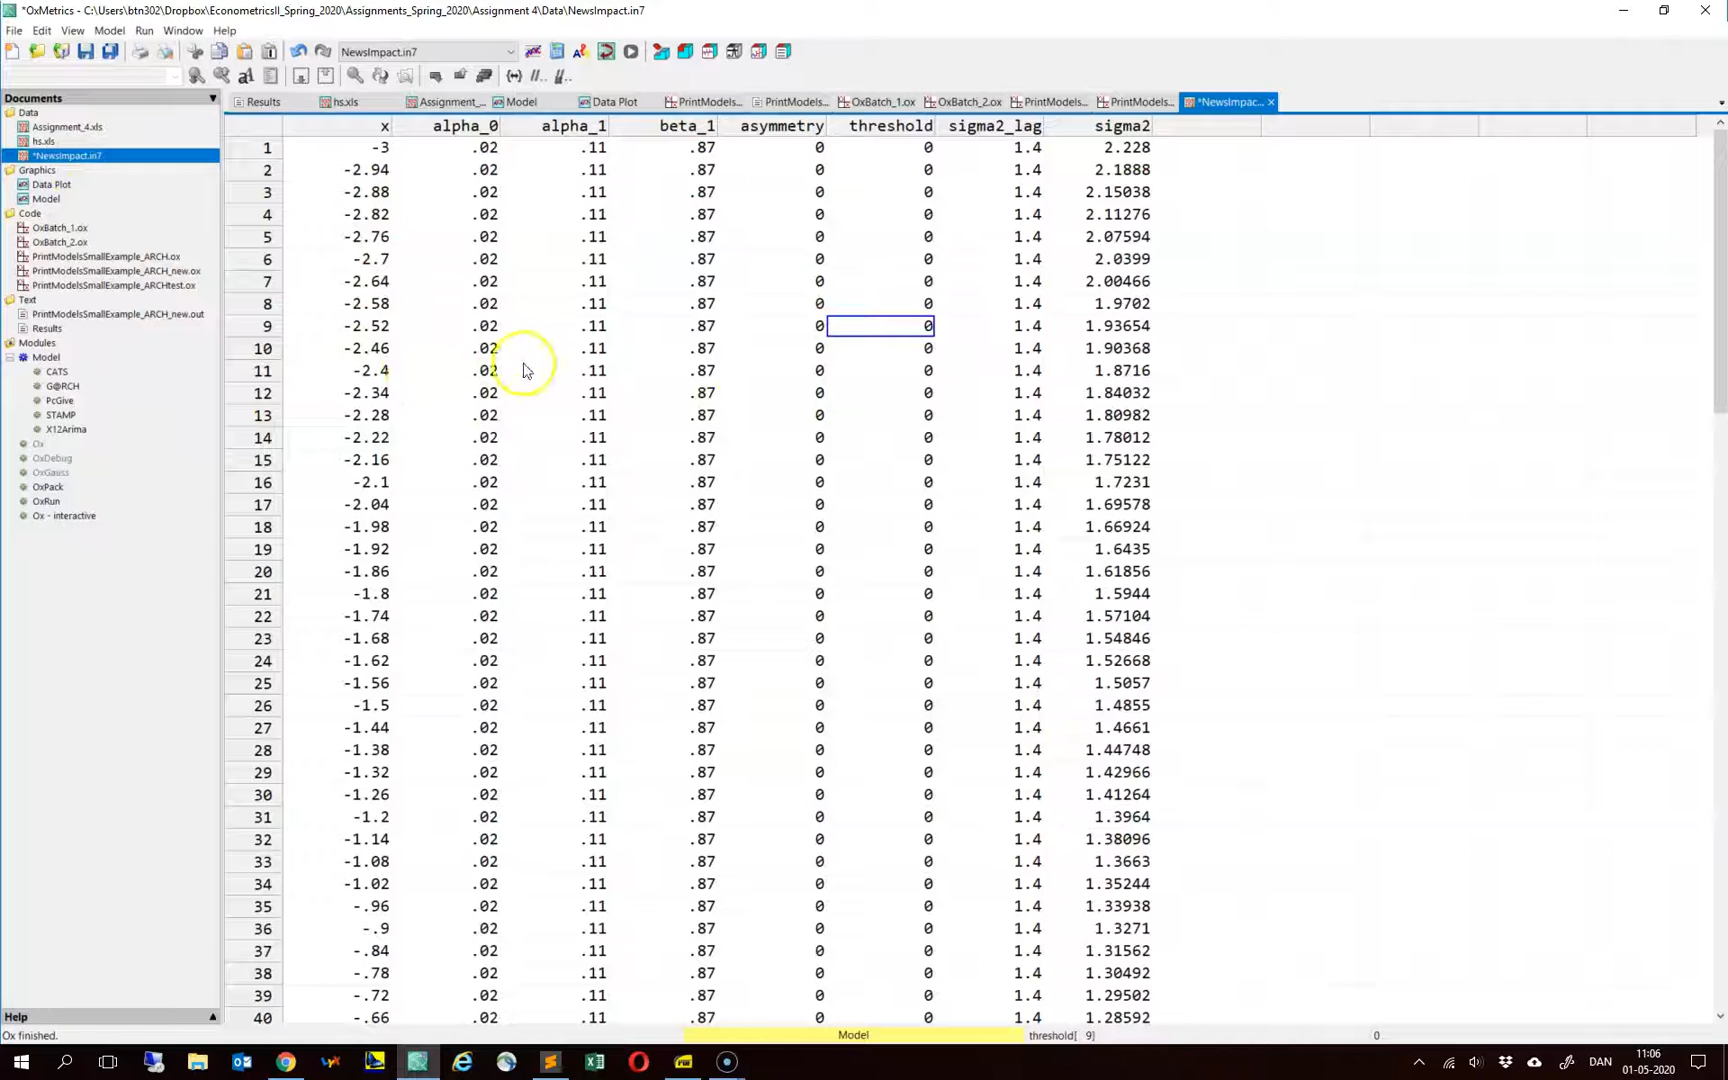 *OxMetrics - C:\Users\btn302\Dropbox\EconometricsII_Spring_2020\Assignments_Spring_2020\Assignment 4\Data\NewsImpact.in7
File Edit View Model Run Window Help
NewsImpact.in7
Documents
Results hs.xls Assignment_... Model Data Plot PrintModels... PrintModels... OxBatch_1.ox OxBatch_2.ox PrintModels... PrintModels... *NewsImpac...
Data
Assignment_4.xls
hs.xls
*NewsImpact.in7
Graphics
Data Plot
Model
Code
OxBatch_1.ox
OxBatch_2.ox
PrintModelsSmallExample_ARCH.ox
PrintModelsSmallExample_ARCH_new.ox
PrintModelsSmallExample_ARCHtest.ox
Text
PrintModelsSmallExample_ARCH_new.out
Results
Modules
Model
CATS
G@RCH
PcGive
STAMP
X12Arima
Ox
OxDebug
OxGauss
OxPack
OxRun
Ox - interactive
Help
x alpha_0 alpha_1 beta_1 asymmetry threshold sigma2_lag sigma2
1 -3 .02 .11 .87 0 0 1.4 2.228
2 -2.94 .02 .11 .87 0 0 1.4 2.1888
3 -2.88 .02 .11 .87 0 0 1.4 2.15038
4 -2.82 .02 .11 .87 0 0 1.4 2.11276
5 -2.76 .02 .11 .87 0 0 1.4 2.07594
6 -2.7 .02 .11 .87 0 0 1.4 2.0399
7 -2.64 .02 .11 .87 0 0 1.4 2.00466
8 -2.58 .02 .11 .87 0 0 1.4 1.9702
9 -2.52 .02 .11 .87 0 0 1.4 1.93654
10 -2.46 .02 .11 .87 0 0 1.4 1.90368
11 -2.4 .02 .11 .87 0 0 1.4 1.8716
12 -2.34 .02 .11 .87 0 0 1.4 1.84032
13 -2.28 .02 .11 .87 0 0 1.4 1.80982
14 -2.22 .02 .11 .87 0 0 1.4 1.78012
15 -2.16 .02 .11 .87 0 0 1.4 1.75122
16 -2.1 .02 .11 .87 0 0 1.4 1.7231
17 -2.04 .02 .11 .87 0 0 1.4 1.69578
18 -1.98 .02 .11 .87 0 0 1.4 1.66924
19 -1.92 .02 .11 .87 0 0 1.4 1.6435
20 -1.86 .02 .11 .87 0 0 1.4 1.61856
21 -1.8 .02 .11 .87 0 0 1.4 1.5944
22 -1.74 .02 .11 .87 0 0 1.4 1.57104
23 -1.68 .02 .11 .87 0 0 1.4 1.54846
24 -1.62 .02 .11 .87 0 0 1.4 1.52668
25 -1.56 .02 .11 .87 0 0 1.4 1.5057
26 -1.5 .02 .11 .87 0 0 1.4 1.4855
27 -1.44 .02 .11 .87 0 0 1.4 1.4661
28 -1.38 .02 .11 .87 0 0 1.4 1.44748
29 -1.32 .02 .11 .87 0 0 1.4 1.42966
30 -1.26 .02 .11 .87 0 0 1.4 1.41264
31 -1.2 .02 .11 .87 0 0 1.4 1.3964
32 -1.14 .02 .11 .87 0 0 1.4 1.38096
33 -1.08 .02 .11 .87 0 0 1.4 1.3663
34 -1.02 .02 .11 .87 0 0 1.4 1.35244
35 -.96 .02 .11 .87 0 0 1.4 1.33938
36 -.9 .02 .11 .87 0 0 1.4 1.3271
37 -.84 .02 .11 .87 0 0 1.4 1.31562
38 -.78 .02 .11 .87 0 0 1.4 1.30492
39 -.72 .02 .11 .87 0 0 1.4 1.29502
40 -.66 .02 .11 .87 0 0 1.4 1.28592
Ox finished. Model threshold[ 9] 0
DAN
11:06
01-05-2020